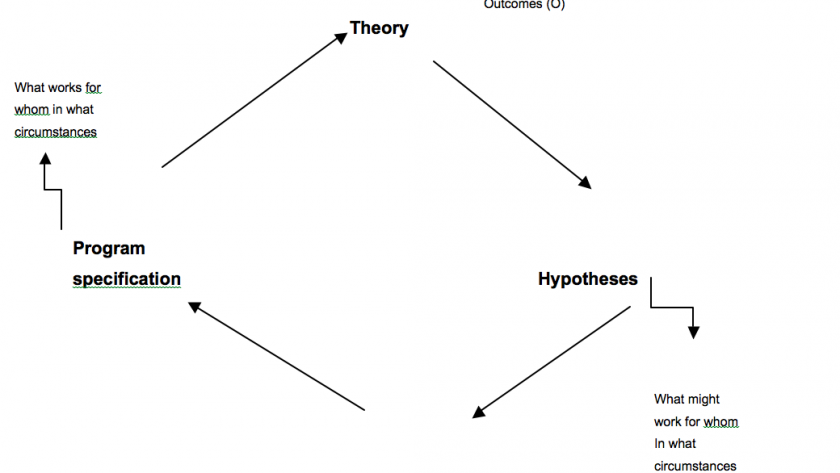 Outcomes (O)
Theory
What works for
whom in what
circumstances
Program
specification
Hypotheses
What might
work for whom
In what
circumstances